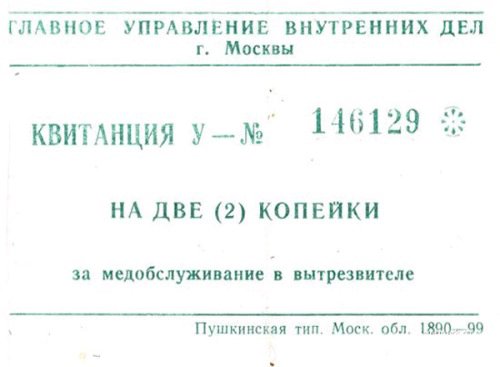 ГЛАВНОЕ УПРАВЛЕНИЕ ВНУТРЕННИХ ДЕЛ
г. Москвы
КВИТАНЦИЯ У — № 146129
НА ДВЕ (2) КОПЕЙКИ
за медобслуживание в вытрезвителе
Пушкинская тип. Моск. обл. 1890—99